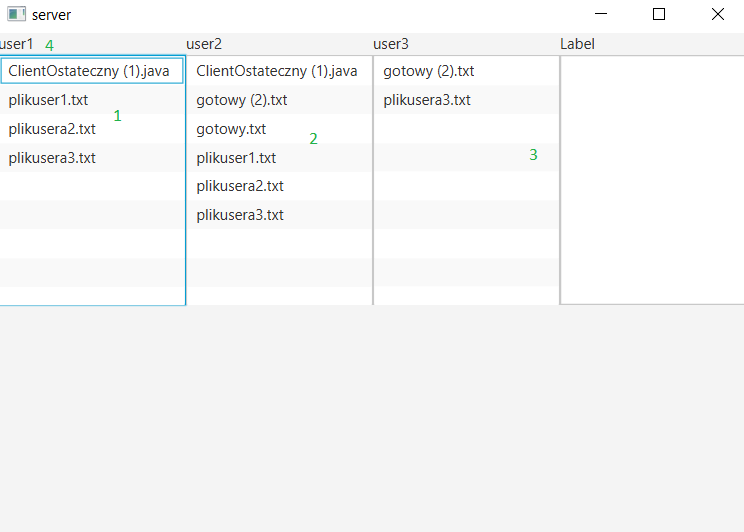 server
user1 4 user2 user3 Label
ClientOstateczny (1).java ClientOstateczny (1).java gotowy (2).txt
plikuser1.txt gotowy (2).txt plikusera3.txt
1
plikusera2.txt gotowy.txt
2
plikusera3.txt plikuser1.txt 3
plikusera2.txt
plikusera3.txt